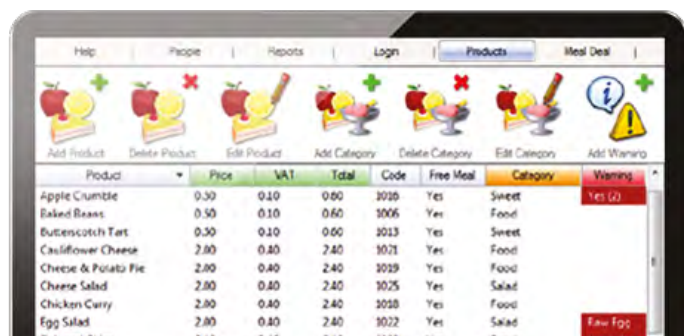 Help People Reports Login Products Meal Deal
Add Product Delete Product Edit Product Add Category Delete Category Edit Category Add Warning
Product Price VAT Total Code Free Meal Category Warning
Apple Crumble 0.50 0.10 0.60 1016 Yes Sweet Yes (2)
Baked Beans 0.50 0.10 0.60 1006 Yes Food
Butterscotch Tart 0.50 0.10 0.60 1013 Yes Sweet
Cauliflower Cheese 2.00 0.40 2.40 1021 Yes Food
Cheese & Potato Pie 2.00 0.40 2.40 1019 Yes Food
Cheese Salad 2.00 0.40 2.40 1025 Yes Salad
Chicken Curry 2.00 0.40 2.40 1018 Yes Food
Egg Salad 2.00 0.40 2.40 1022 Yes Salad Raw Egg